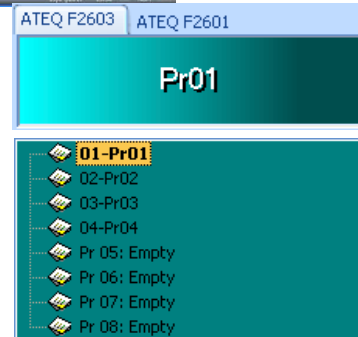 ATEQ F2603 ATEQ F2601
Pr01
01-Pr01
02-Pr02
03-Pr03
04-Pr04
Pr 05: Empty
Pr 06: Empty
Pr 07: Empty
Pr 08: Empty